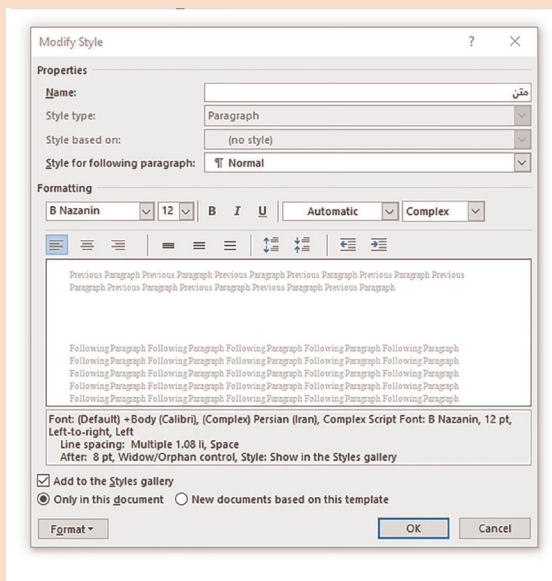 Modify Style ?
Properties
Name: متن
Style type: Paragraph
Style based on: (no style)
Style for following paragraph: ¶ Normal
Formatting
B Nazanin 12 B I U Automatic Complex
Previous Paragraph Previous Paragraph Previous Paragraph Previous Paragraph Previous Paragraph Previous
Paragraph Previous Paragraph Previous Paragraph Previous Paragraph Previous Paragraph
Following Paragraph Following Paragraph Following Paragraph Following Paragraph Following Paragraph
Following Paragraph Following Paragraph Following Paragraph Following Paragraph Following Paragraph
Following Paragraph Following Paragraph Following Paragraph Following Paragraph Following Paragraph
Following Paragraph Following Paragraph Following Paragraph Following Paragraph Following Paragraph
Following Paragraph Following Paragraph Following Paragraph Following Paragraph Following Paragraph
Font: (Default) +Body (Calibri), (Complex) Persian (Iran), Complex Script Font: B Nazanin, 12 pt,
Left-to-right, Left
Line spacing: Multiple 1.08 li, Space
After: 8 pt, Widow/Orphan control, Style: Show in the Styles gallery
Add to the Styles gallery
Only in this document New documents based on this template
Format OK Cancel